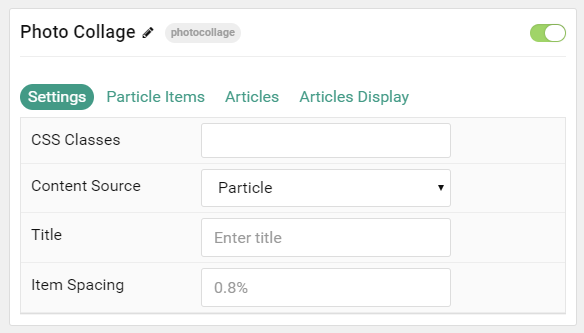 Photo Collage photocollage
Settings Particle Items Articles Articles Display
CSS Classes
Content Source Particle
Title Enter title
Item Spacing 0.8%